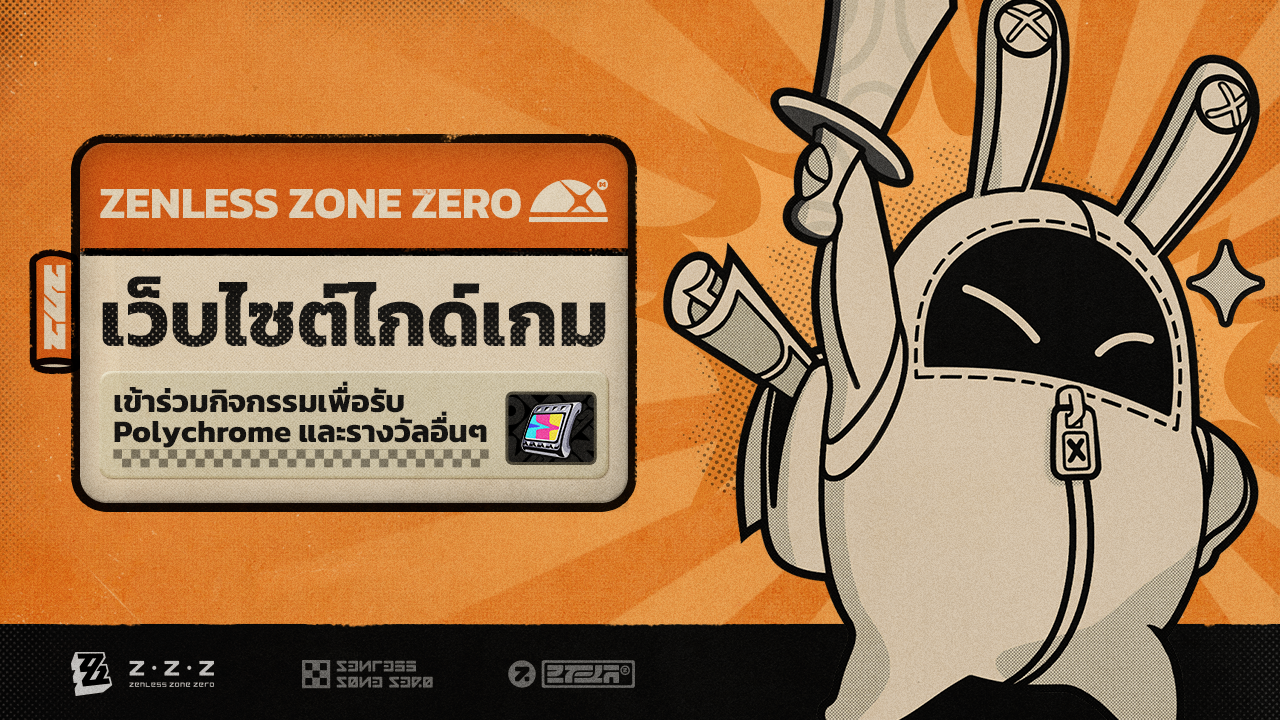 ZENLESS ZONE ZERO
เว็บไซต์ไกด์เกม
เข้าร่วมกิจกรรมเพื่อรับ
Polychrome และรางวัลอื่นๆ
Z·Z·Z
zenless zone zero